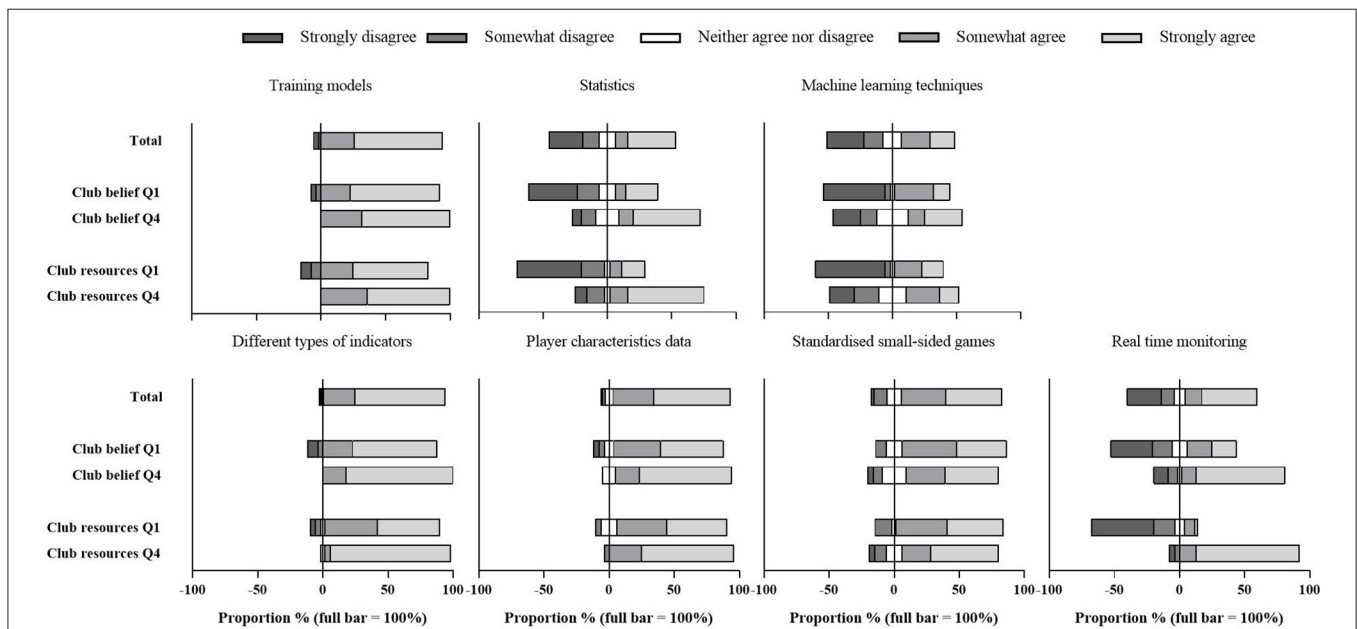 Strongly disagree Somewhat disagree Neither agree nor disagree Somewhat agree Strongly agree
Training models Statistics Machine learning techniques
Total
Club belief Q1
Club belief Q4
Club resources Q1
Club resources Q4
Different types of indicators Player characteristics data Standardised small-sided games Real time monitoring
Total
Club belief Q1
Club belief Q4
Club resources Q1
Club resources Q4
-100 -50 0 50 100 -50 0 50 100 -50 0 50 -100 -50 0 50 100
Proportion % (full bar = 100%) Proportion % (full bar = 100%) Proportion % (full bar = 100%) Proportion % (full bar = 100%)